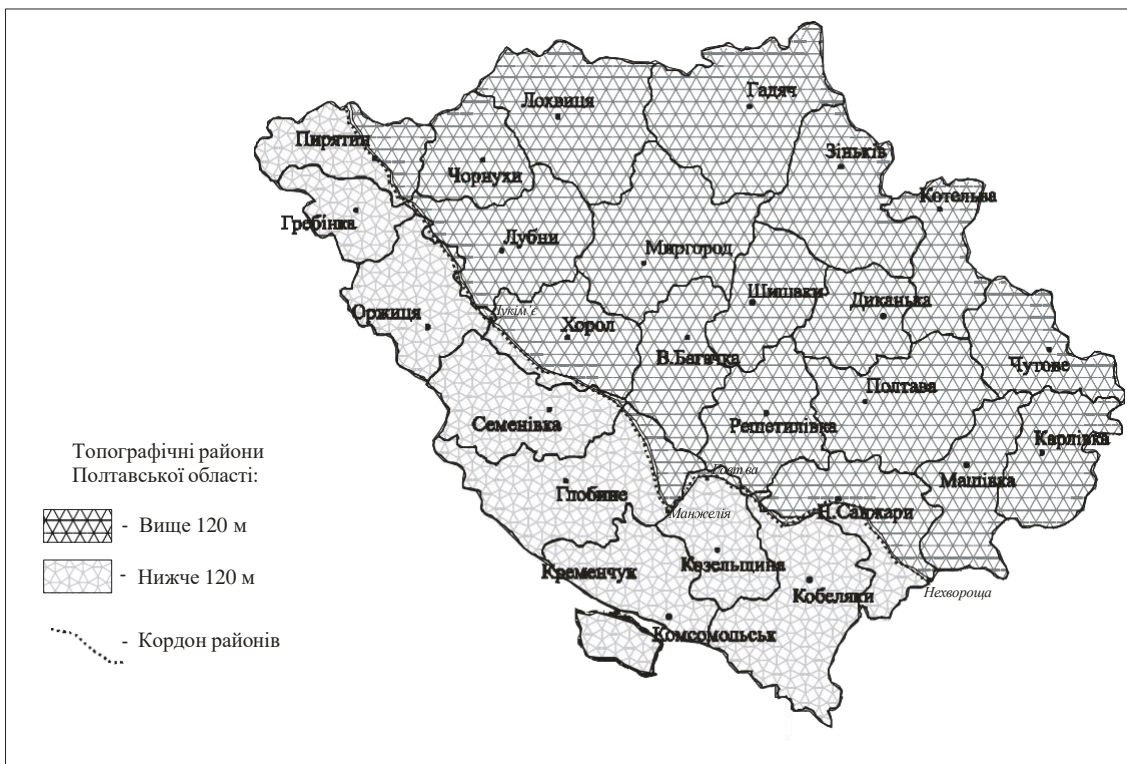 Лохвиця
Гадяч
Пирятин
Зіньків
Чорнухи
Котельва
Гребінка
Лубни
Миргород
Шишаки
Диканька
Оржиця
Лукім'є
Хорол
В.Багачка
Чутове
Полтава
Семенівка
Решетилівка
Карлівка
Машівка
Говтва
Глобине
Манжелія
Н.Санжари
Козельщина
Кременчук
Кобеляки
Нехвороща
Комсомольськ
Топографічні райони
Полтавської області:
- Вище 120 м
- Нижче 120 м
- Кордон районів